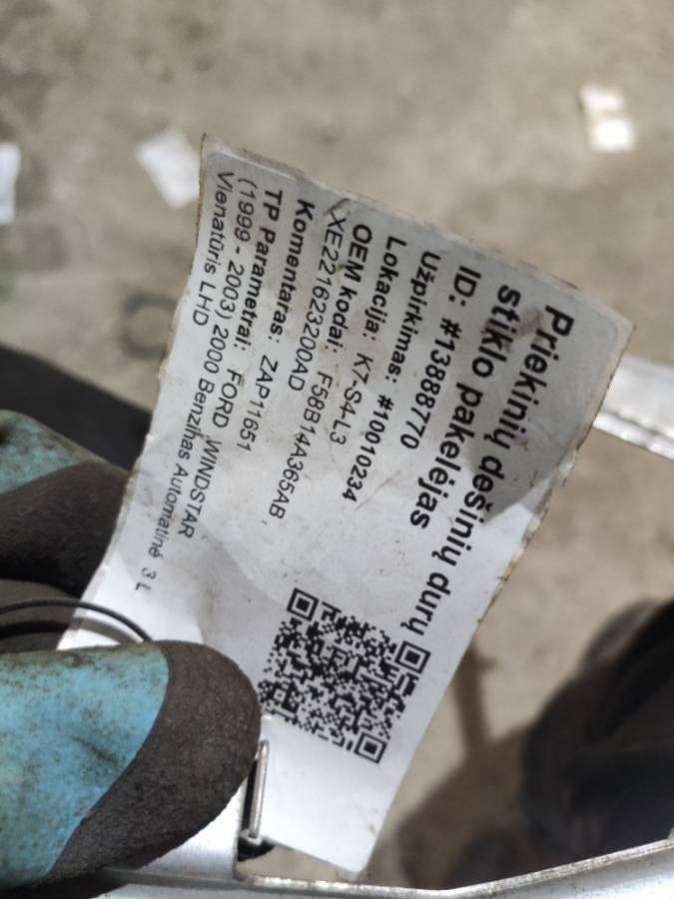 Priekinių dešinių durų
stiklo pakelėjas
ID: #13888770
Užpirkimas: #10010234
Lokacija: K7-S4-L3
OEM kodai: F58B14A365AB,
XE221623200AD
Komentaras: ZAP11651
TP Parametrai: FORD WINDSTAR
(1999 - 2003) 2000 Benzinas Automatinė 3 L
Vienatūris LHD